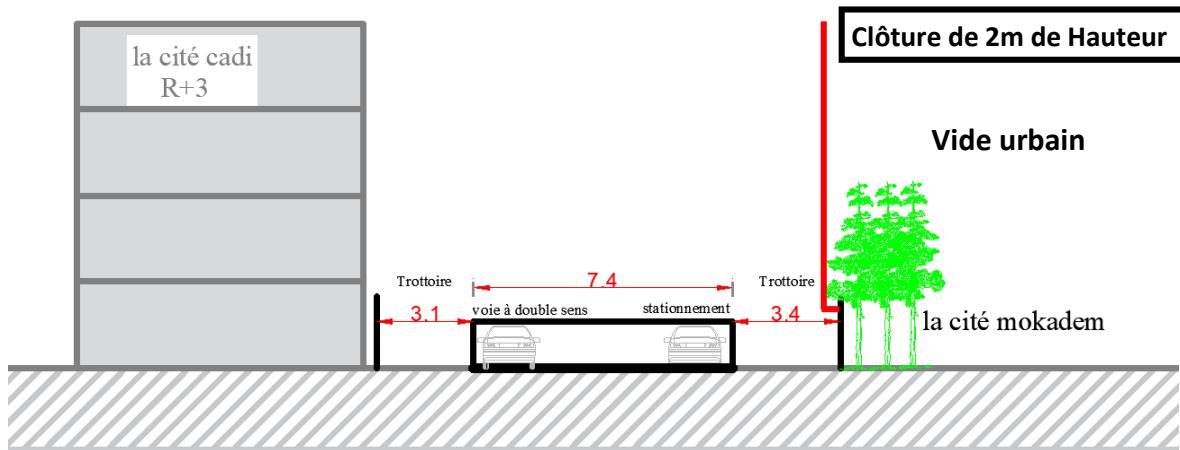 Clôture de 2m de Hauteur
la cité cadi
R+3
Vide urbain
Trottoire
7.4
Trottoire
3.1
voie à double sens
stationnement
3.4
la cité mokadem